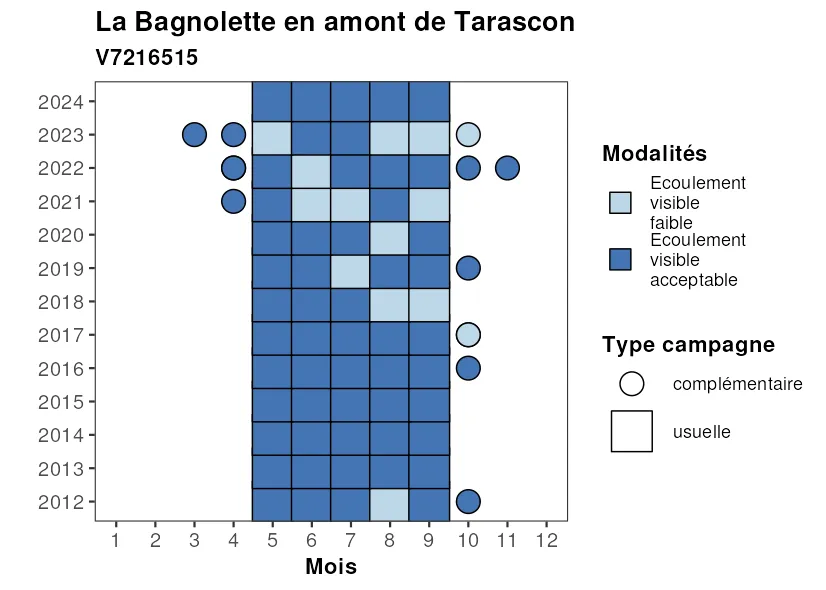 La Bagnolette en amont de Tarascon
V7216515
2024
2023
2022
2021
2020
2019
2018
2017
2016
2015
2014
2013
2012
1 2 3 4 5 6 7 8 9 10 11 12
Mois
Modalités
Ecoulement
visible
faible
Ecoulement
visible
acceptable
Type campagne
complémentaire
usuelle